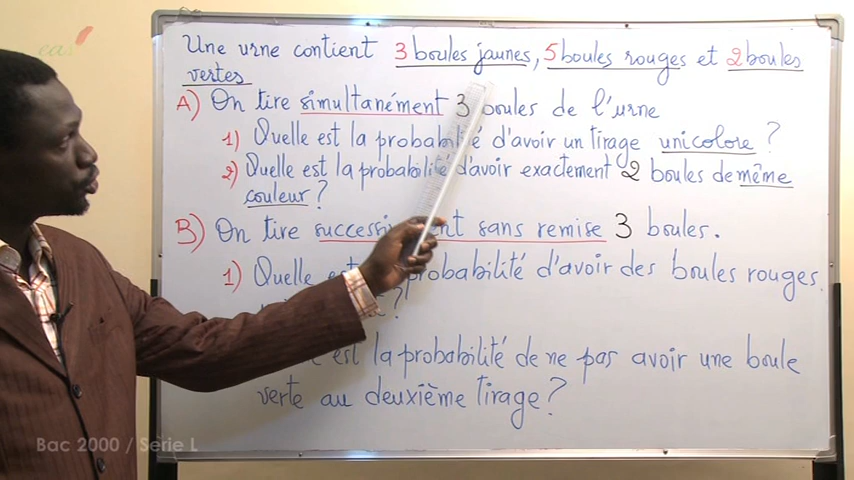 eas
Une urne contient 3 boules jaunes, 5 boules rouges et 2 boules
vertes
A) On tire simultanément 3 boules de l'urne
1) Quelle est la probabilité d'avoir un tirage unicolore ?
2) Quelle est la probabilité d'avoir exactement 2 boules de même
couleur ?
B) On tire sans remise 3 boules.
1) Quelle probabilité d'avoir des boules rouges
?
est la probabilité de ne pas avoir une boule
verte au deuxième tirage ?
Bac 2000 / Série L